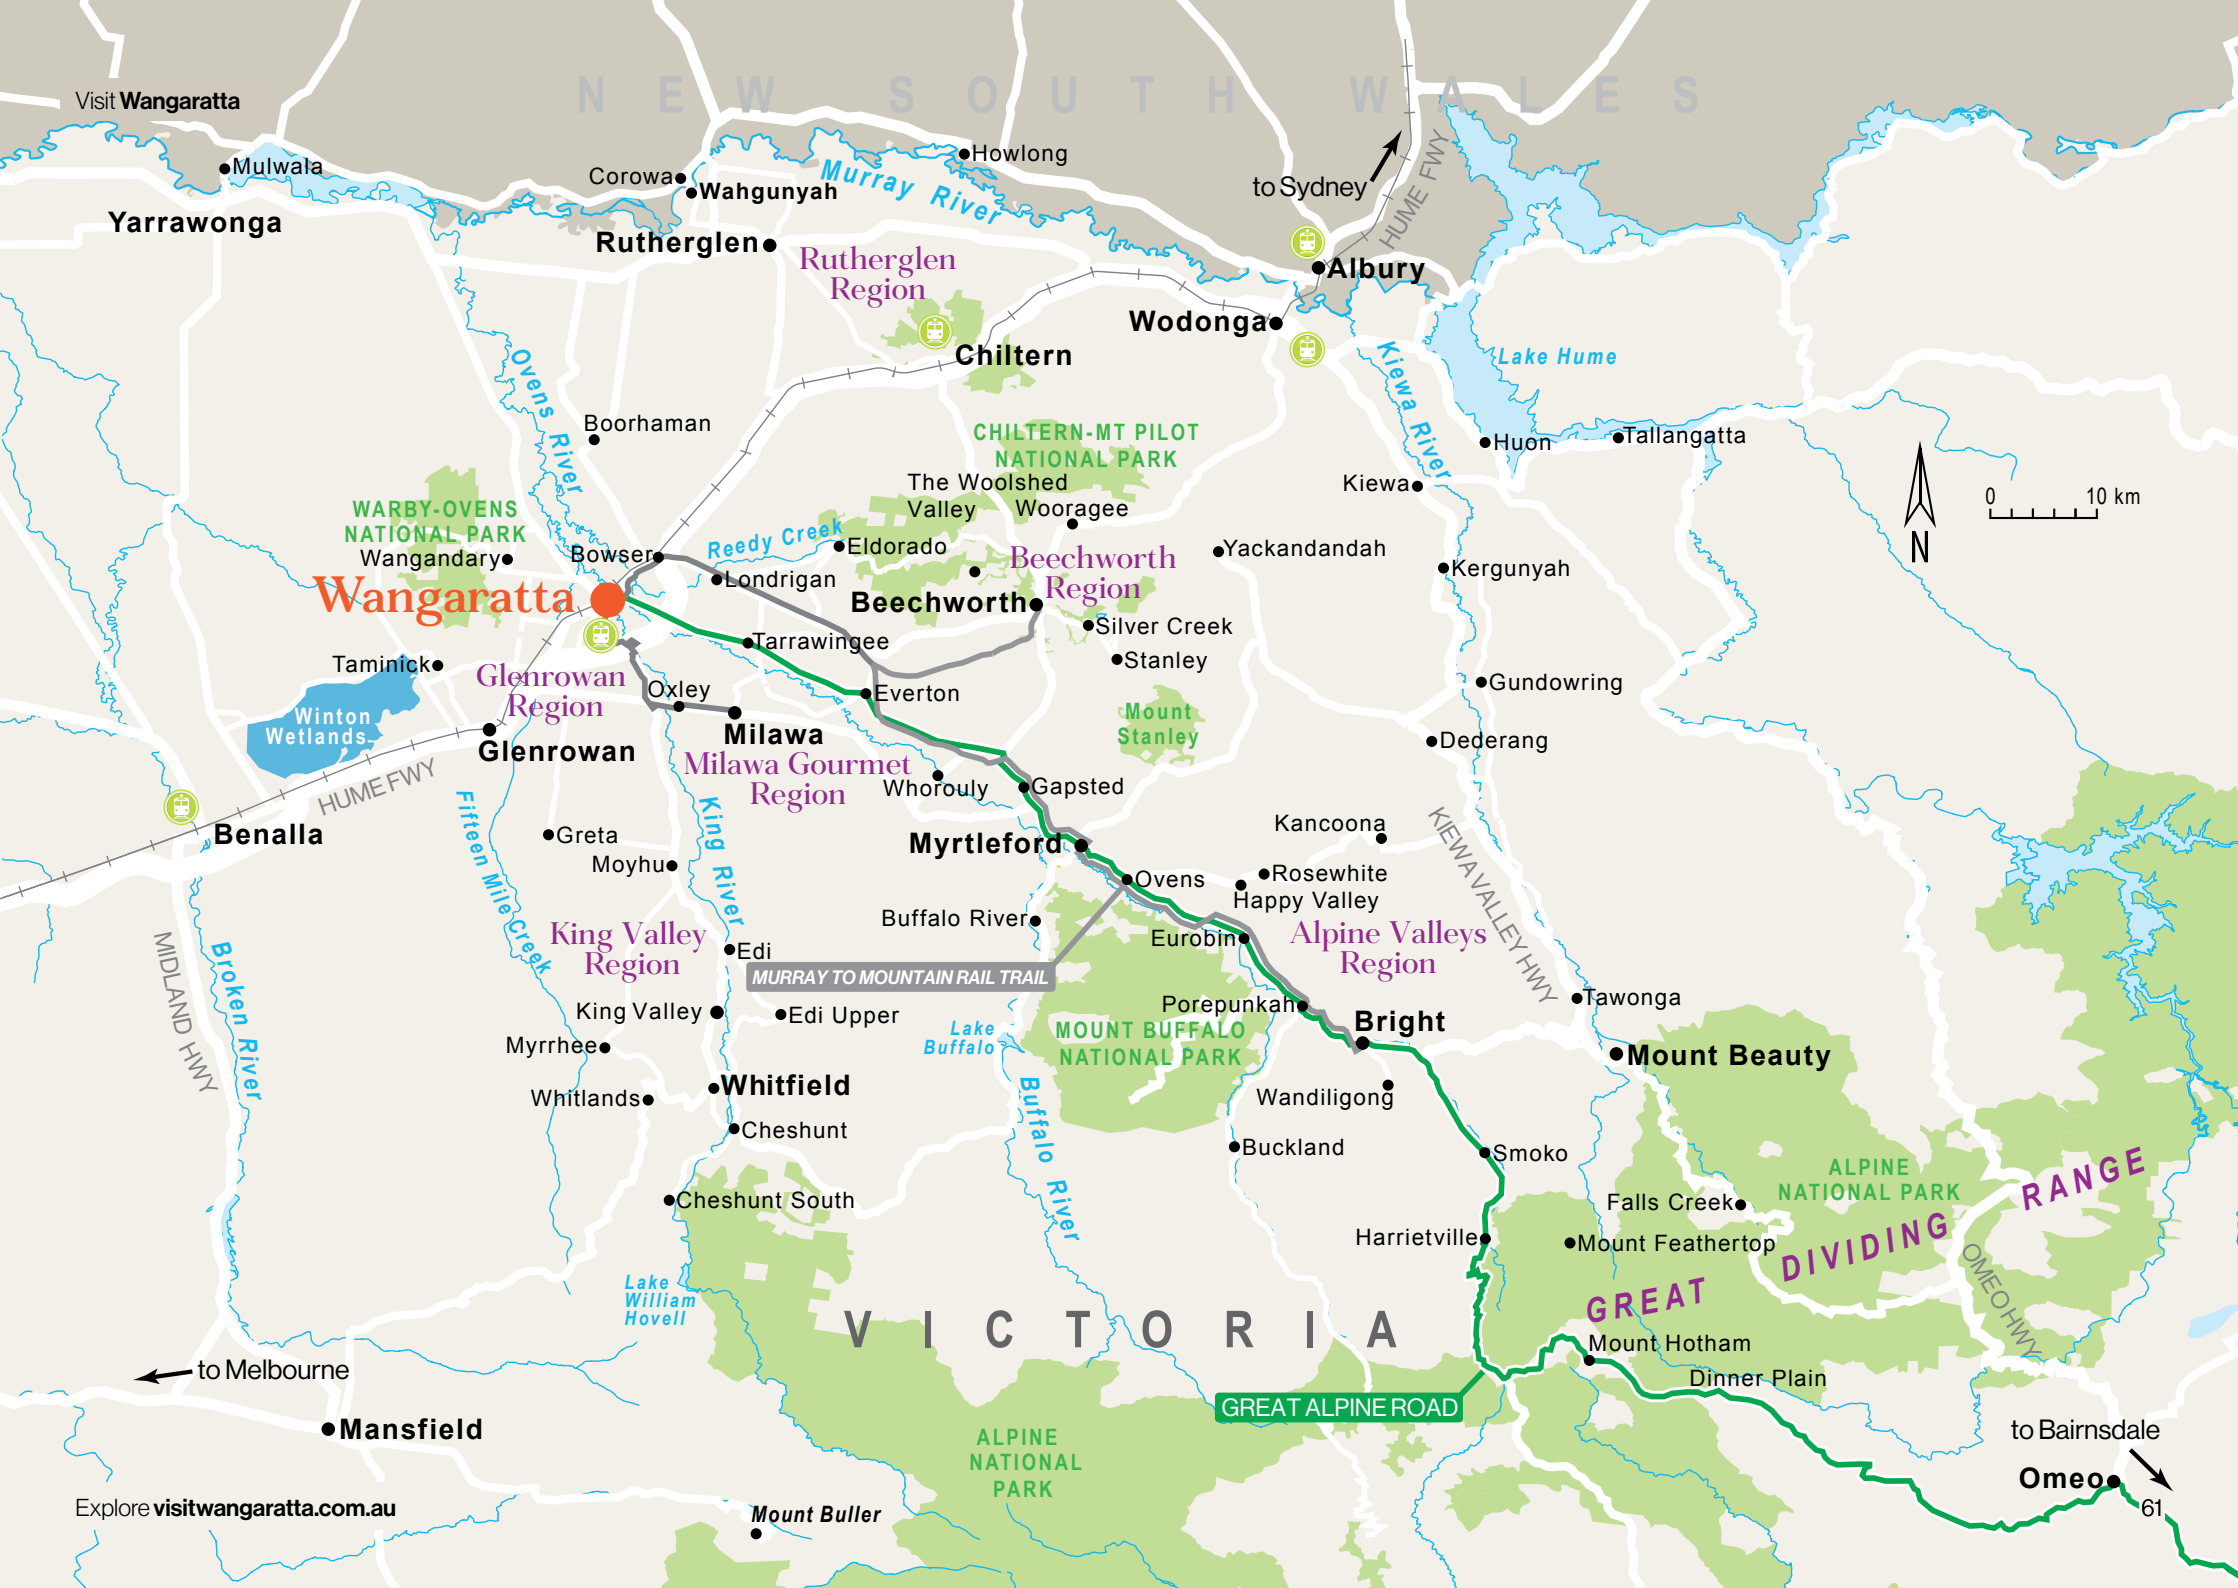 NEW SOUTH WALES
Visit Wangaratta
Mulwala
Yarrawonga
Corowa
Wahgunyah
Howlong
Murray River
to Sydney
HUME FWY
Rutherglen
Rutherglen
Region
Albury
Wodonga
Chiltern
Lake Hume
Kiewa River
Ovens River
Boorhaman
CHILTERN-MT PILOT
NATIONAL PARK
Huon
Tallangatta
The Woolshed
Valley
Wooragee
Kiewa
0
10 km
N
WARBY-OVENS
NATIONAL PARK
Wangandary
Bowser
Reedy Creek
Eldorado
Londrigan
Beechworth
Region
Beechworth
Yackandandah
Kergunyah
Wangaratta
Tarrawingee
Silver Creek
Stanley
Taminick
Glenrowan
Region
Oxley
Everton
Gundowring
Winton
Wetlands
Glenrowan
Milawa
Milawa Gourmet
Region
Mount
Stanley
Dederang
HUME FWY
Whorouly
Gapsted
Benalla
Fifteen Mile Creek
Greta
Moyhu
King River
Myrtleford
Kancoona
Ovens
Rosewhite
Happy Valley
KIEWA VALLEY HWY
Buffalo River
Eurobin
Alpine Valleys
Region
King Valley
Region
Edi
MURRAY TO MOUNTAIN RAIL TRAIL
MIDLAND HWY
Broken River
King Valley
Edi Upper
Porepunkah
Tawonga
Lake
Buffalo
MOUNT BUFFALO
NATIONAL PARK
Bright
Myrrhee
Mount Beauty
Whitfield
Whitlands
Wandiligong
Buffalo River
Cheshunt
Buckland
Smoko
ALPINE
NATIONAL PARK
GREAT DIVIDING RANGE
Cheshunt South
Falls Creek
Harrietville
Mount Feathertop
OMEO HWY
Lake
William
Hovell
VICTORIA
Mount Hotham
to Melbourne
Dinner Plain
GREAT ALPINE ROAD
Mansfield
ALPINE
NATIONAL
PARK
to Bairnsdale
Omeo
61
Explore visitwangaratta.com.au
Mount Buller